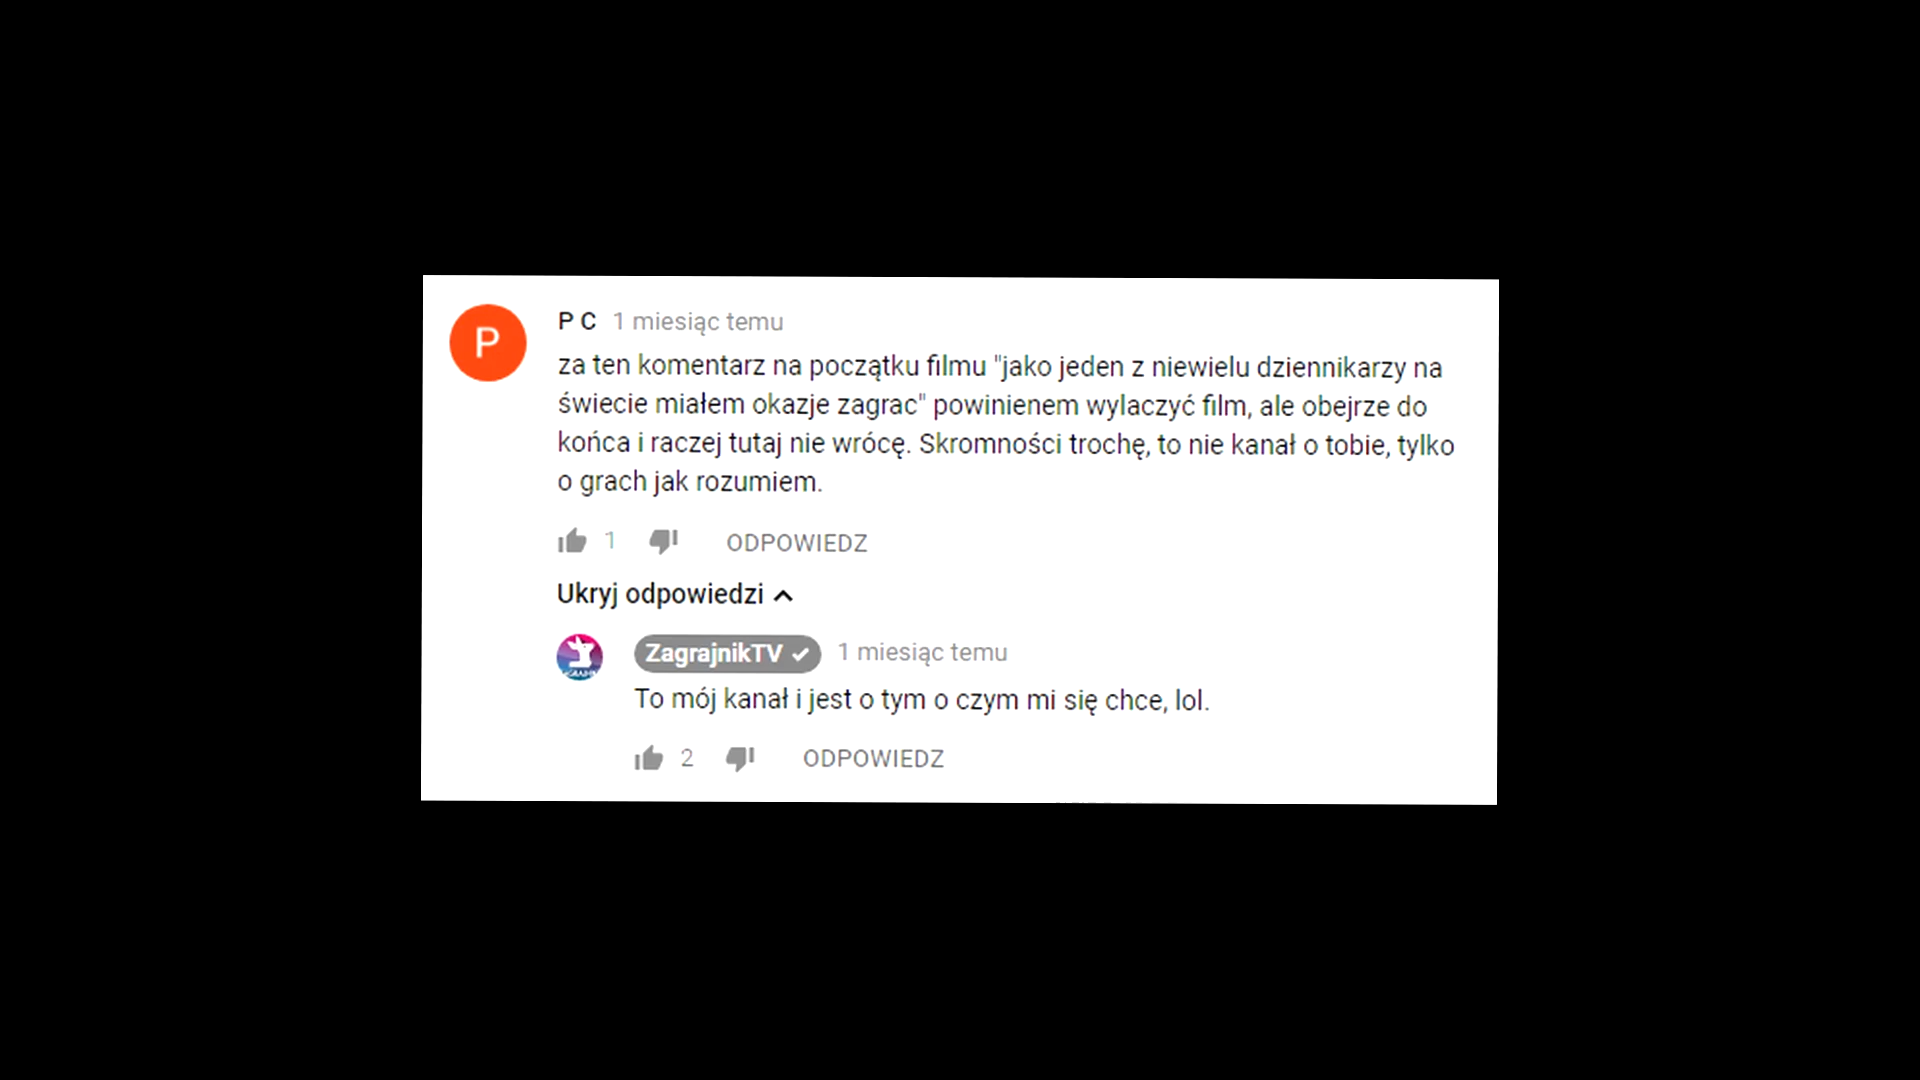 P
P C 1 miesiąc temu
za ten komentarz na początku filmu "jako jeden z niewielu dziennikarzy na
świecie miałem okazje zagrac" powinienem wylaczyć film, ale obejrze do
końca i raczej tutaj nie wrócę. Skromności trochę, to nie kanał o tobie, tylko
o grach jak rozumiem.
1 ODPOWIEDZ
Ukryj odpowiedzi
ZagrajnikTV 1 miesiąc temu
To mój kanał i jest o tym o czym mi się chce, lol.
2 ODPOWIEDZ